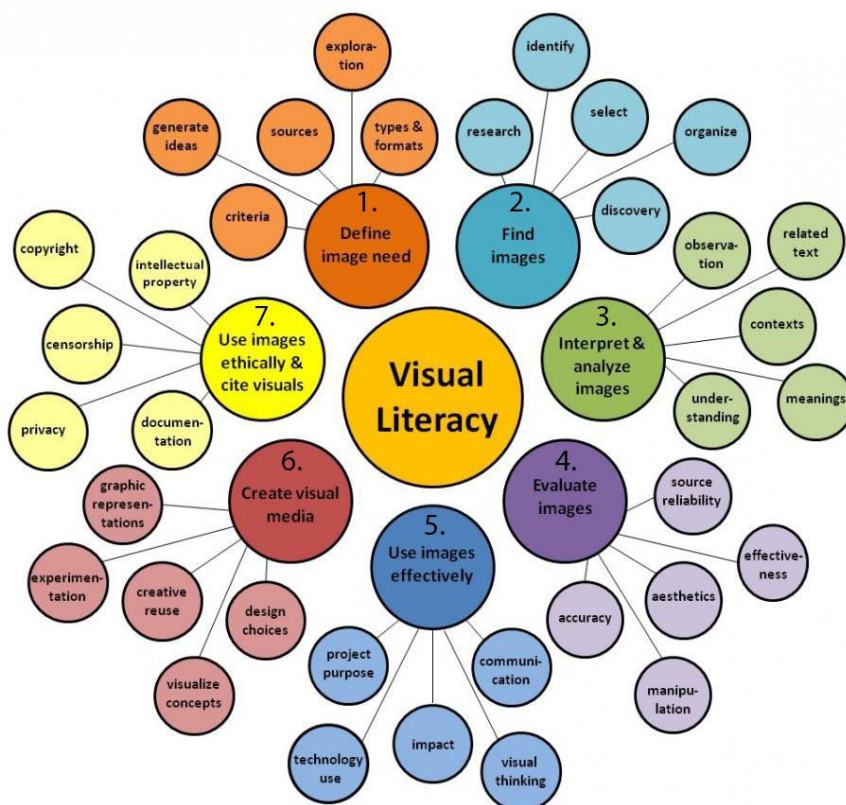 Visual
Literacy
1.
Define
image need
explora-
tion
generate
ideas
sources
types &
formats
criteria
2.
Find
images
identify
research
select
organize
discovery
3.
Interpret &
analyze
images
observa-
tion
related
text
contexts
meanings
under-
standing
4.
Evaluate
images
source
reliability
effective-
ness
aesthetics
accuracy
manipu-
lation
5.
Use images
effectively
project
purpose
communi-
cation
technology
use
impact
visual
thinking
6.
Create visual
media
graphic
represen-
tations
experimen-
tation
creative
reuse
design
choices
visualize
concepts
7.
Use images
ethically &
cite visuals
copyright
intellectual
property
censorship
privacy
documen-
tation